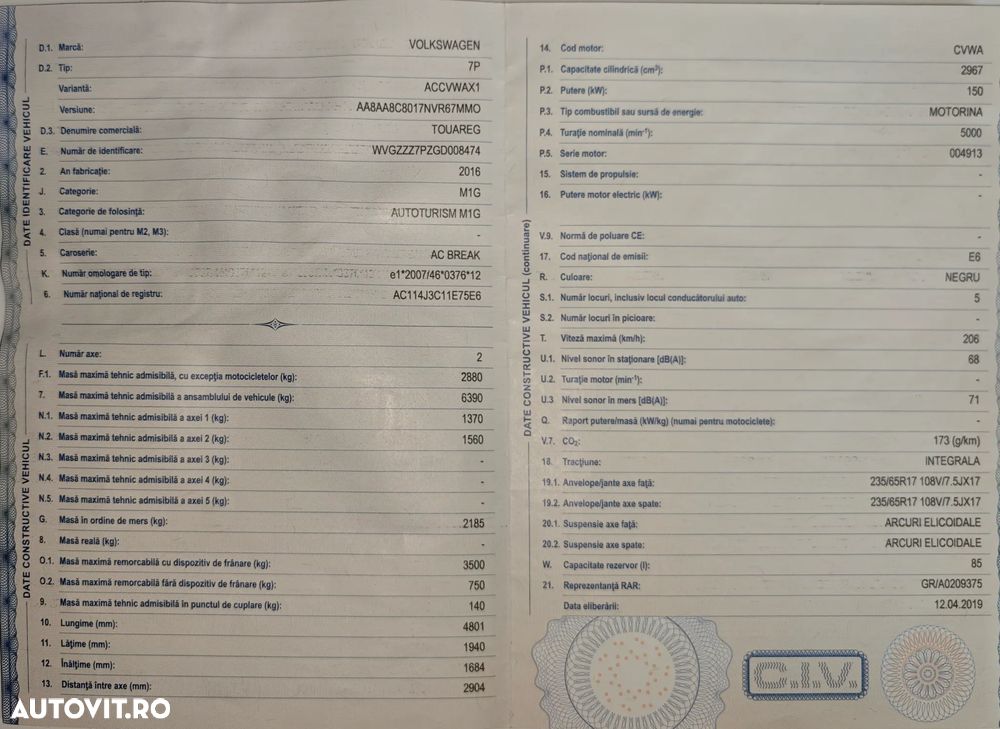 DATE IDENTIFICARE VEHICUL
D.1. Marcă: VOLKSWAGEN
D.2. Tip: 7P
Variantă: ACCVWAX1
Versiune: AA8AA8C8017NVR67MMO
D.3. Denumire comercială: TOUAREG
E. Număr de identificare: WVGZZZ7PZGD008474
2. An fabricație: 2016
J. Categorie: M1G
3. Categorie de folosință: AUTOTURISM M1G
4. Clasă (numai pentru M2, M3): -
5. Caroserie: AC BREAK
K. Număr omologare de tip: e1*2007/46*0376*12
6. Număr național de registru: AC114J3C11E75E6
DATE CONSTRUCTIVE VEHICUL
L. Număr axe: 2
F.1. Masă maximă tehnic admisibilă, cu excepția motocicletelor (kg): 2880
7. Masă maximă tehnic admisibilă a ansamblului de vehicule (kg): 6390
N.1. Masă maximă tehnic admisibilă a axei 1 (kg): 1370
N.2. Masă maximă tehnic admisibilă a axei 2 (kg): 1560
N.3. Masă maximă tehnic admisibilă a axei 3 (kg): -
N.4. Masă maximă tehnic admisibilă a axei 4 (kg): -
N.5. Masă maximă tehnic admisibilă a axei 5 (kg): -
G. Masă în ordine de mers (kg): 2185
8. Masă reală (kg): -
O.1. Masă maximă remorcabilă cu dispozitiv de frânare (kg): 3500
O.2. Masă maximă remorcabilă fără dispozitiv de frânare (kg): 750
9. Masă maximă tehnic admisibilă în punctul de cuplare (kg): 140
10. Lungime (mm): 4801
11. Lățime (mm): 1940
12. Înălțime (mm): 1684
13. Distanță între axe (mm): 2904
14. Cod motor: CVWA
P.1. Capacitate cilindrică (cm³): 2967
P.2. Putere (kW): 150
P.3. Tip combustibil sau sursă de energie: MOTORINA
P.4. Turație nominală (min⁻¹): 5000
P.5. Serie motor: 004913
15. Sistem de propulsie: -
16. Putere motor electric (kW): -
DATE CONSTRUCTIVE VEHICUL (continuare)
V.9. Normă de poluare CE: -
17. Cod național de emisii: E6
R. Culoare: NEGRU
S.1. Număr locuri, inclusiv locul conducătorului auto: 5
S.2. Număr locuri în picioare: -
T. Viteză maximă (km/h): 206
U.1. Nivel sonor în staționare [dB(A)]: 68
U.2. Turație motor (min⁻¹): -
U.3 Nivel sonor în mers [dB(A)]: 71
Q. Raport putere/masă (kW/kg) (numai pentru motociclete): -
V.7. CO₂: 173 (g/km)
18. Tracțiune: INTEGRALA
19.1. Anvelope/jante axe față: 235/65R17 108V/7.5JX17
19.2. Anvelope/jante axe spate: 235/65R17 108V/7.5JX17
20.1. Suspensie axe față: ARCURI ELICOIDALE
20.2. Suspensie axe spate: ARCURI ELICOIDALE
W. Capacitate rezervor (l): 85
21. Reprezentanță RAR: GR/A0209375
Data eliberării: 12.04.2019
C.I.V.
AUTOVIT.RO